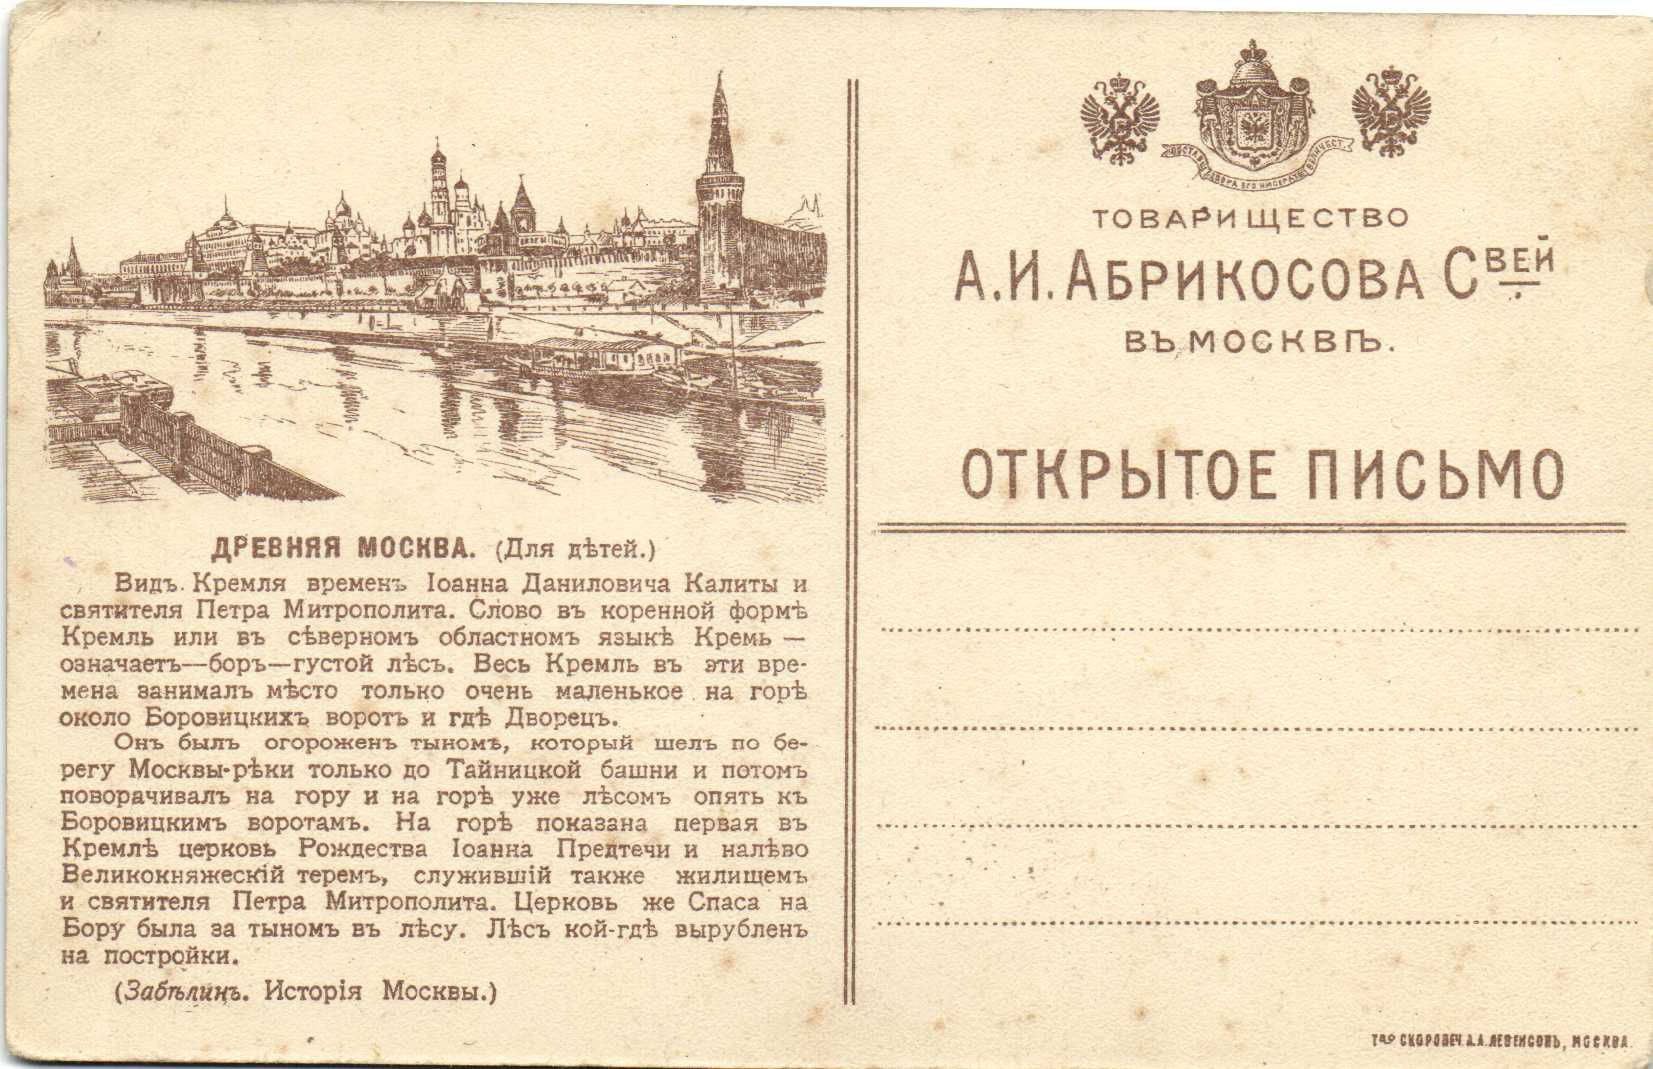 ДРЕВНЯЯ МОСКВА. (Для дѣтей.)
Видъ Кремля временъ Іоанна Даниловича Калиты и
святителя Петра Митрополита. Слово въ коренной формѣ
Кремль или въ сѣверномъ областномъ языкѣ Кремь —
означаетъ—боръ—густой лѣсъ. Весь Кремль въ эти вре-
мена занималъ мѣсто только очень маленькое на горѣ
около Боровицкихъ воротъ и гдѣ Дворецъ.
Онъ былъ огороженъ тыномъ, который шелъ по бе-
регу Москвы-рѣки только до Тайницкой башни и потомъ
поворачивалъ на гору и на горѣ уже лѣсомъ опять къ
Боровицкимъ воротамъ. На горѣ показана первая въ
Кремлѣ церковь Рождества Іоанна Предтечи и налѣво
Великокняжескій теремъ, служившій также жилищемъ
и святителя Петра Митрополита. Церковь же Спаса на
Бору была за тыномъ въ лѣсу. Лѣсъ кой-гдѣ вырубленъ
на постройки.
(Забѣлинъ. Исторія Москвы.)
ПОСТАВЩ. ДВОРА ЕГО ИМПЕРАТОР. ВЕЛИЧЕСТ.
ТОВАРИЩЕСТВО
А.И.АБРИКОСОВА СВЕЙ
ВЪ МОСКВѢ.
ОТКРЫТОЕ ПИСЬМО
Т-ВО СКОРОПЕЧ. А.А.ЛЕВЕНСОНЪ, МОСКВА.